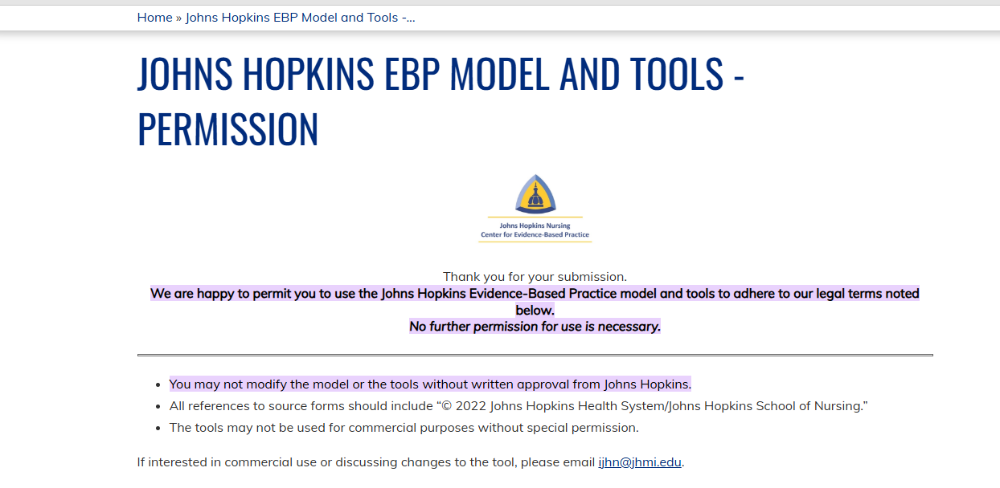 Home » Johns Hopkins EBP Model and Tools -...
JOHNS HOPKINS EBP MODEL AND TOOLS -
PERMISSION
Johns Hopkins Nursing
Center for Evidence-Based Practice
Thank you for your submission.
We are happy to permit you to use the Johns Hopkins Evidence-Based Practice model and tools to adhere to our legal terms noted
below.
No further permission for use is necessary.
• You may not modify the model or the tools without written approval from Johns Hopkins.
• All references to source forms should include “© 2022 Johns Hopkins Health System/Johns Hopkins School of Nursing.”
• The tools may not be used for commercial purposes without special permission.
If interested in commercial use or discussing changes to the tool, please email ijhn@jhmi.edu.